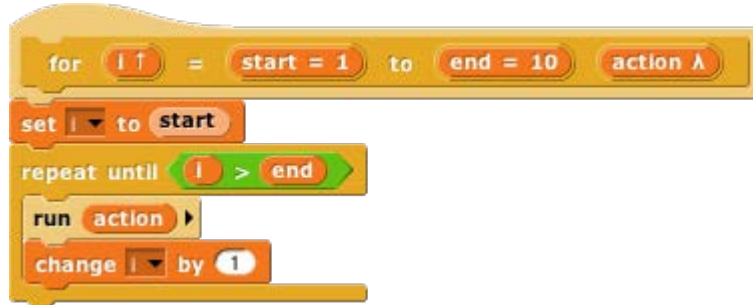 for i ↑ = start = 1 to end = 10 action λ
set i to start
repeat until i > end
run action
change i by 1